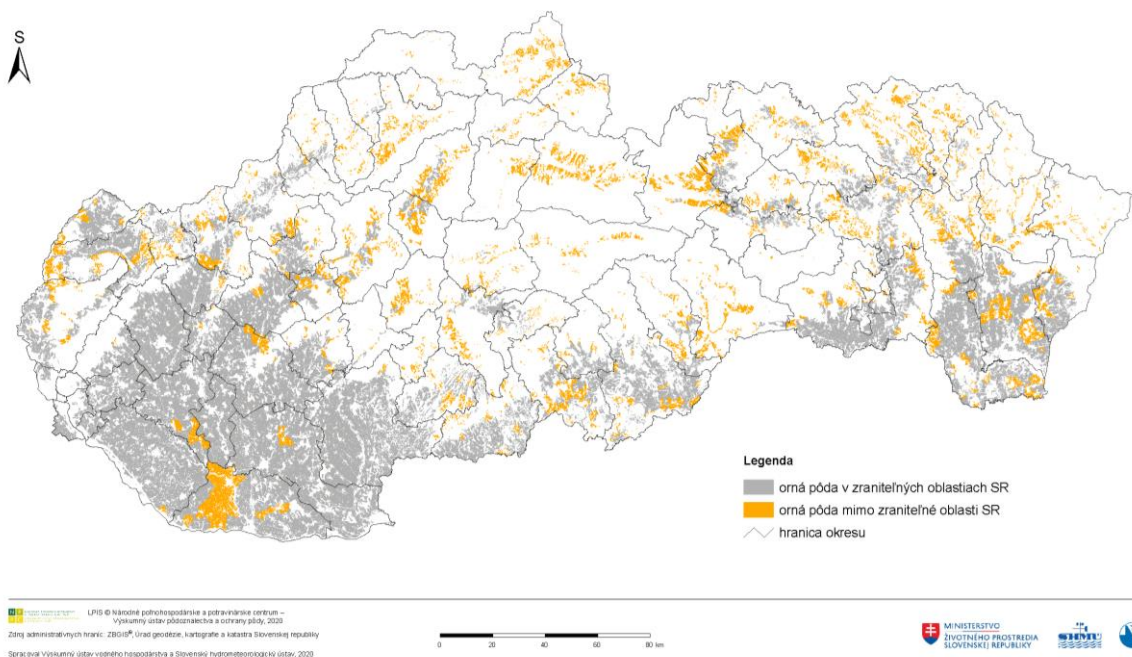 S
Legenda
orná pôda v zraniteľných oblastiach SR
orná pôda mimo zraniteľné oblasti SR
hranica okresu
LPIS © Národné poľnohospodárske a potravinárske centrum –
Výskumný ústav pôdoznalectva a ochrany pôdy, 2020
Zdroj administratívnych hraníc: ZBGIS®, Úrad geodézie, kartografie a katastra Slovenskej republiky
Spracoval Výskumný ústav vodného hospodárstva a Slovenský hydrometeorologický ústav, 2020
0 20 40 60 80 km
MINISTERSTVO
ŽIVOTNÉHO PROSTREDIA
SLOVENSKEJ REPUBLIKY
SHMÚ